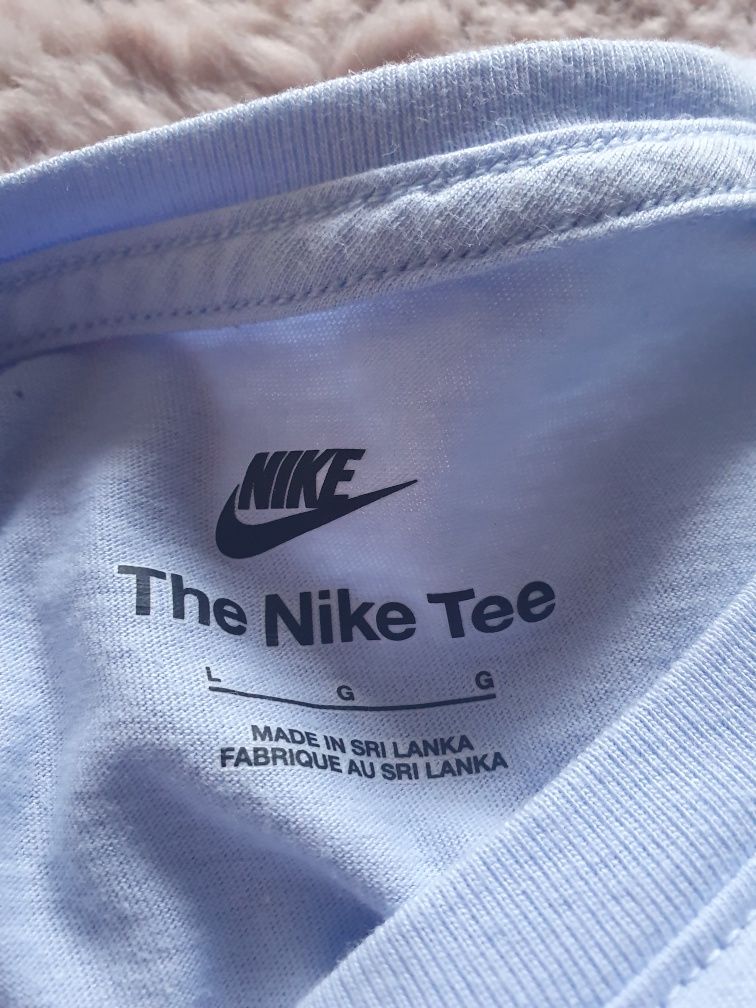 NIKE
The Nike Tee
L G G
MADE IN SRI LANKA
FABRIQUE AU SRI LANKA